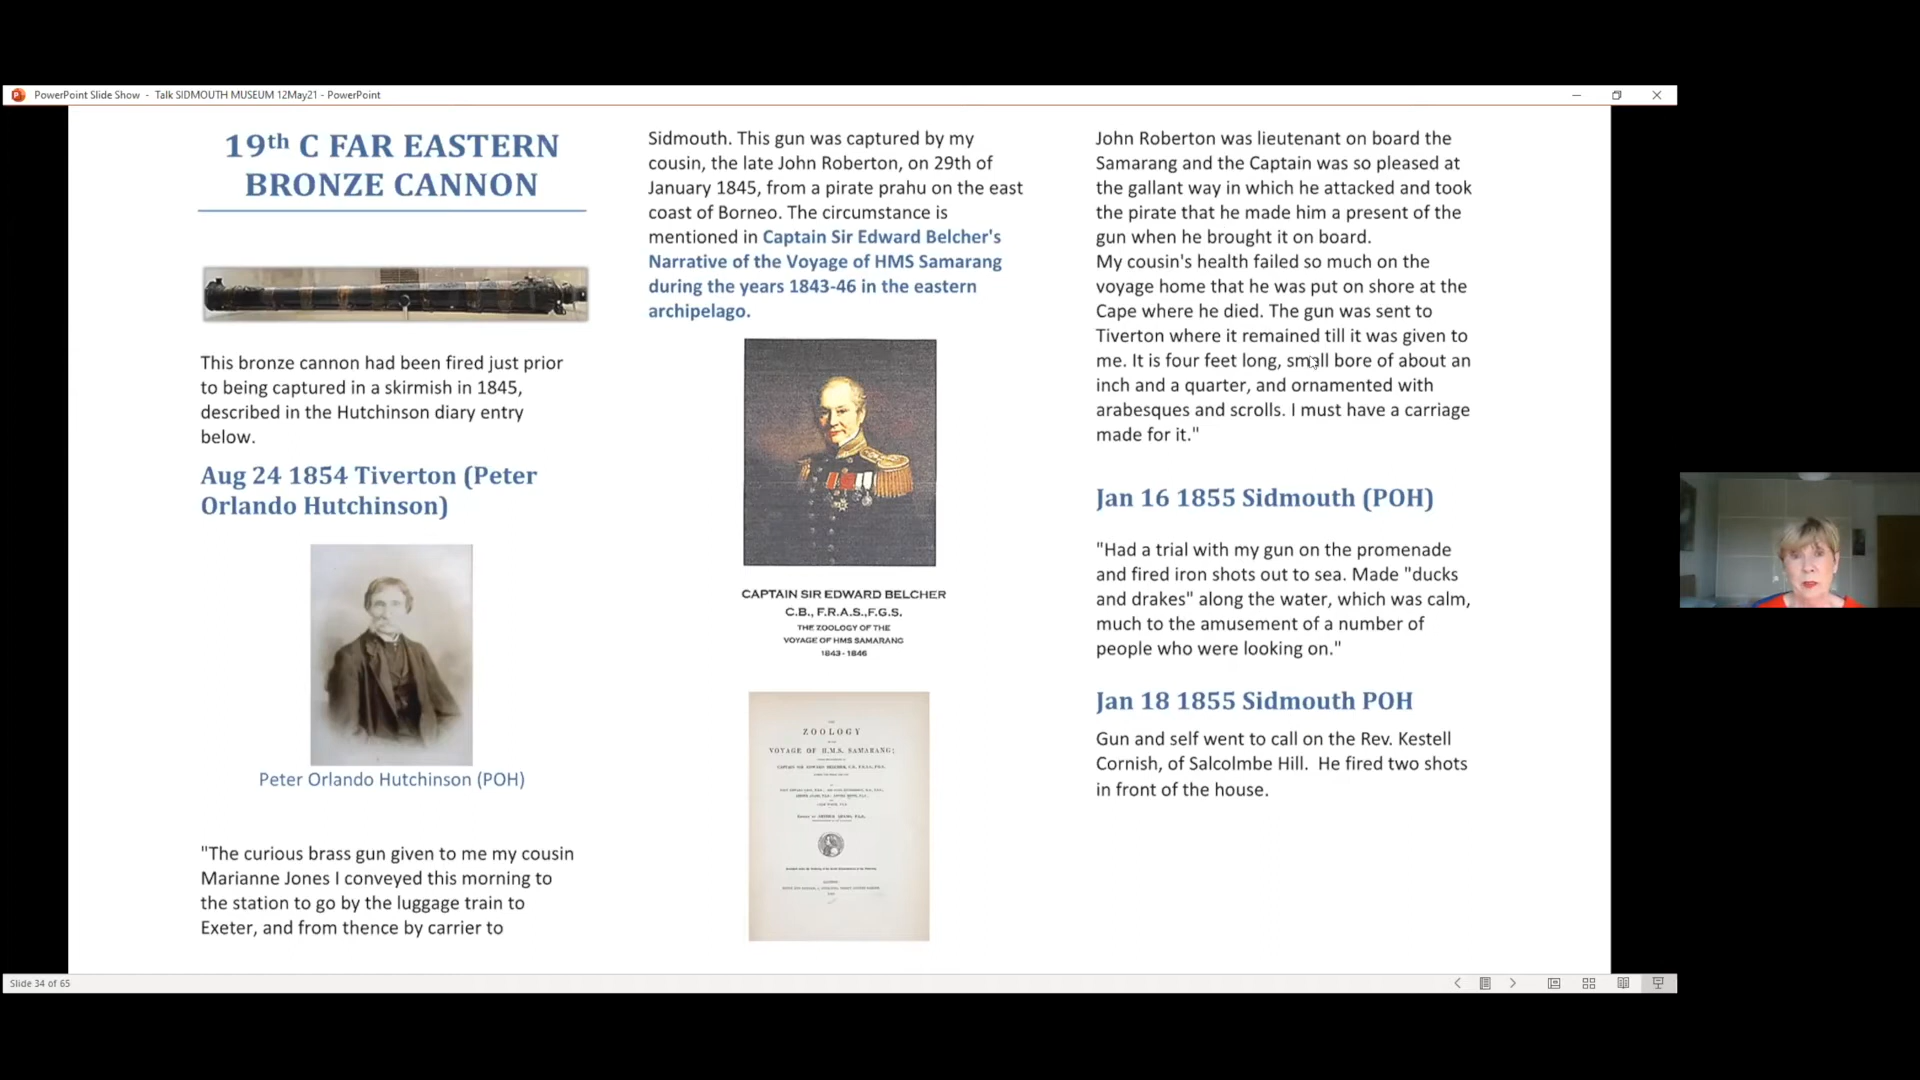 PowerPoint Slide Show - Talk SIDMOUTH MUSEUM 12May21 - PowerPoint
19th C FAR EASTERN
BRONZE CANNON
This bronze cannon had been fired just prior
to being captured in a skirmish in 1845,
described in the Hutchinson diary entry
below.
Aug 24 1854 Tiverton (Peter
Orlando Hutchinson)
Peter Orlando Hutchinson (POH)
"The curious brass gun given to me my cousin
Marianne Jones I conveyed this morning to
the station to go by the luggage train to
Exeter, and from thence by carrier to
Sidmouth. This gun was captured by my
cousin, the late John Roberton, on 29th of
January 1845, from a pirate prahu on the east
coast of Borneo. The circumstance is
mentioned in Captain Sir Edward Belcher's
Narrative of the Voyage of HMS Samarang
during the years 1843-46 in the eastern
archipelago.
CAPTAIN SIR EDWARD BELCHER
C.B., F.R.A.S.,F.G.S.
THE ZOOLOGY OF THE
VOYAGE OF HMS SAMARANG
1843 - 1846
THE
ZOOLOGY
VOYAGE OF H.M.S. SAMARANG;
John Roberton was lieutenant on board the
Samarang and the Captain was so pleased at
the gallant way in which he attacked and took
the pirate that he made him a present of the
gun when he brought it on board.
My cousin's health failed so much on the
voyage home that he was put on shore at the
Cape where he died. The gun was sent to
Tiverton where it remained till it was given to
me. It is four feet long, small bore of about an
inch and a quarter, and ornamented with
arabesques and scrolls. I must have a carriage
made for it."
Jan 16 1855 Sidmouth (POH)
"Had a trial with my gun on the promenade
and fired iron shots out to sea. Made "ducks
and drakes" along the water, which was calm,
much to the amusement of a number of
people who were looking on."
Jan 18 1855 Sidmouth POH
Gun and self went to call on the Rev. Kestell
Cornish, of Salcolmbe Hill. He fired two shots
in front of the house.
Slide 34 of 65